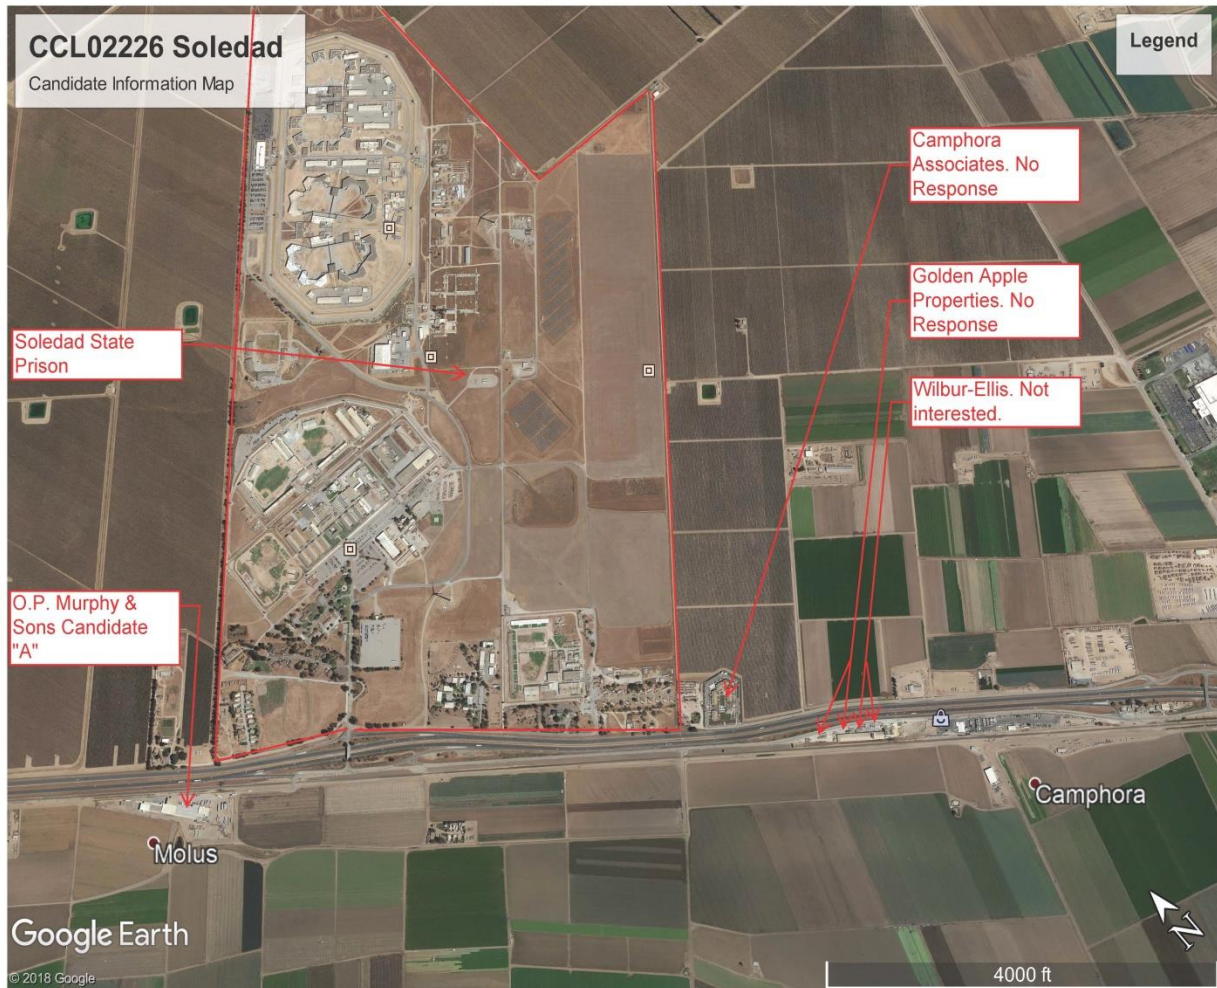 CCL02226 Soledad
Candidate Information Map
Legend
Camphora
Associates. No
Response
Golden Apple
Properties. No
Response
Soledad State
Prison
Wilbur-Ellis. Not
interested.
O.P. Murphy &
Sons Candidate
"A"
Camphora
Molus
Google Earth
N
© 2018 Google
4000 ft